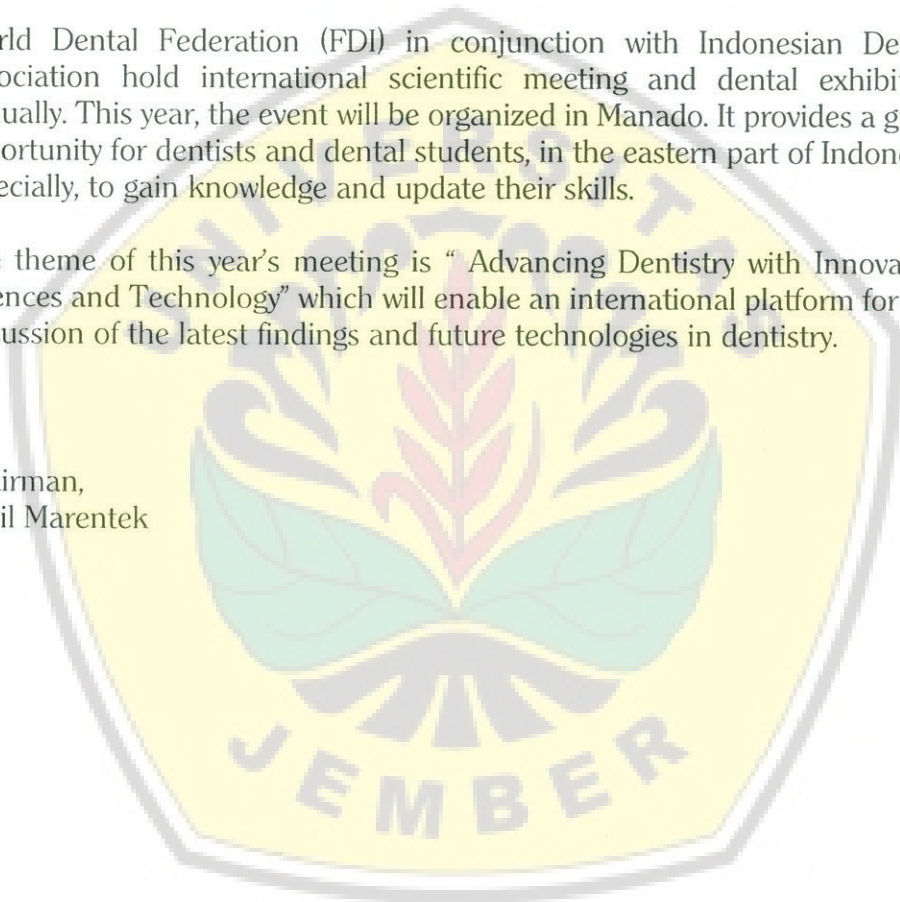 rld Dental Federation (FDI) in conjunction with Indonesian De
ociation hold international scientific meeting and dental exhibi
ually. This year, the event will be organized in Manado. It provides a g
ortunity for dentists and dental students, in the eastern part of Indone
ecially, to gain knowledge and update their skills.
theme of this year's meeting is “ Advancing Dentistry with Innova
ences and Technology” which will enable an international platform for
ussion of the latest findings and future technologies in dentistry.
irman,
il Marentek
UNIVERSITAS
JEMBER